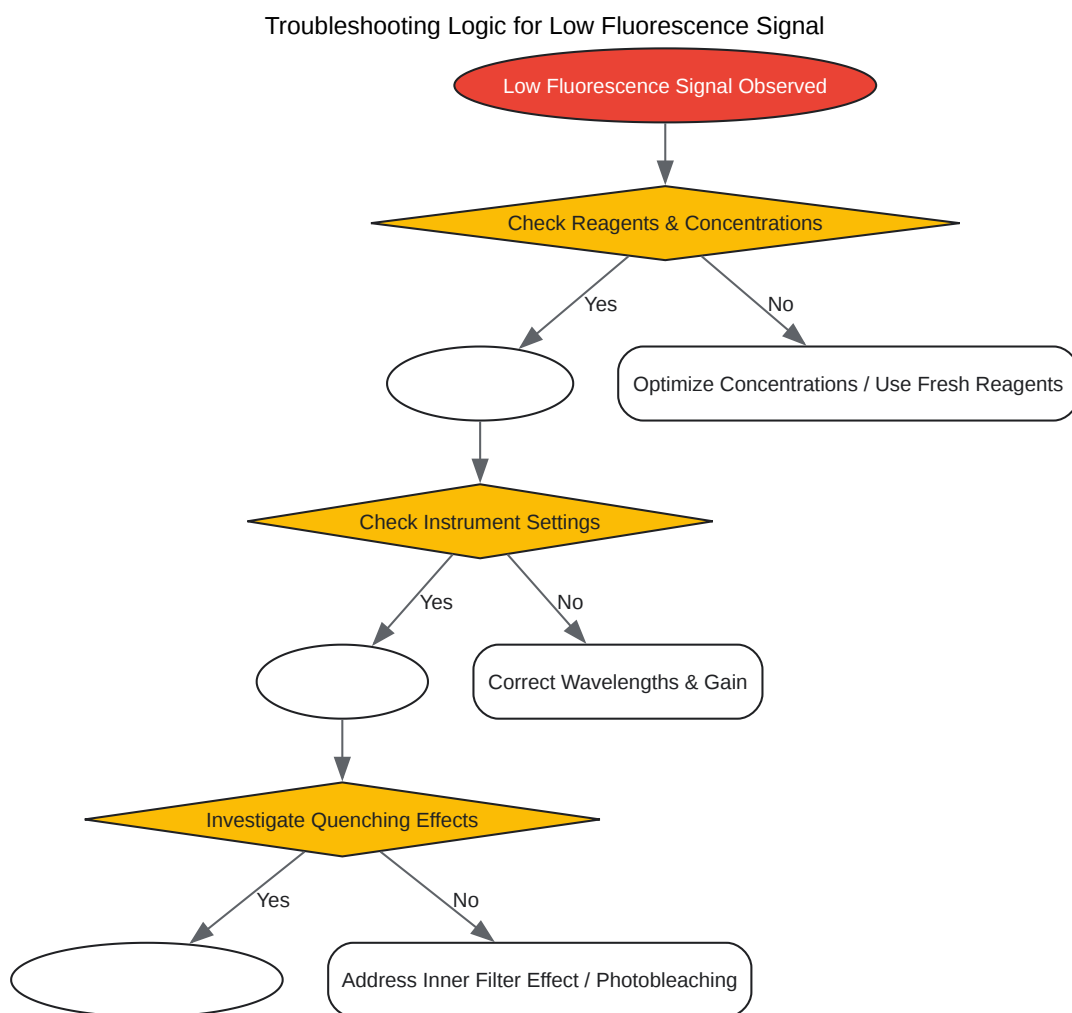 Troubleshooting Logic for Low Fluorescence Signal
Low Fluorescence Signal Observed
Check Reagents & Concentrations
Yes
No
Optimize Concentrations / Use Fresh Reagents
Check Instrument Settings
Yes
No
Correct Wavelengths & Gain
Investigate Quenching Effects
Yes
No
Address Inner Filter Effect / Photobleaching